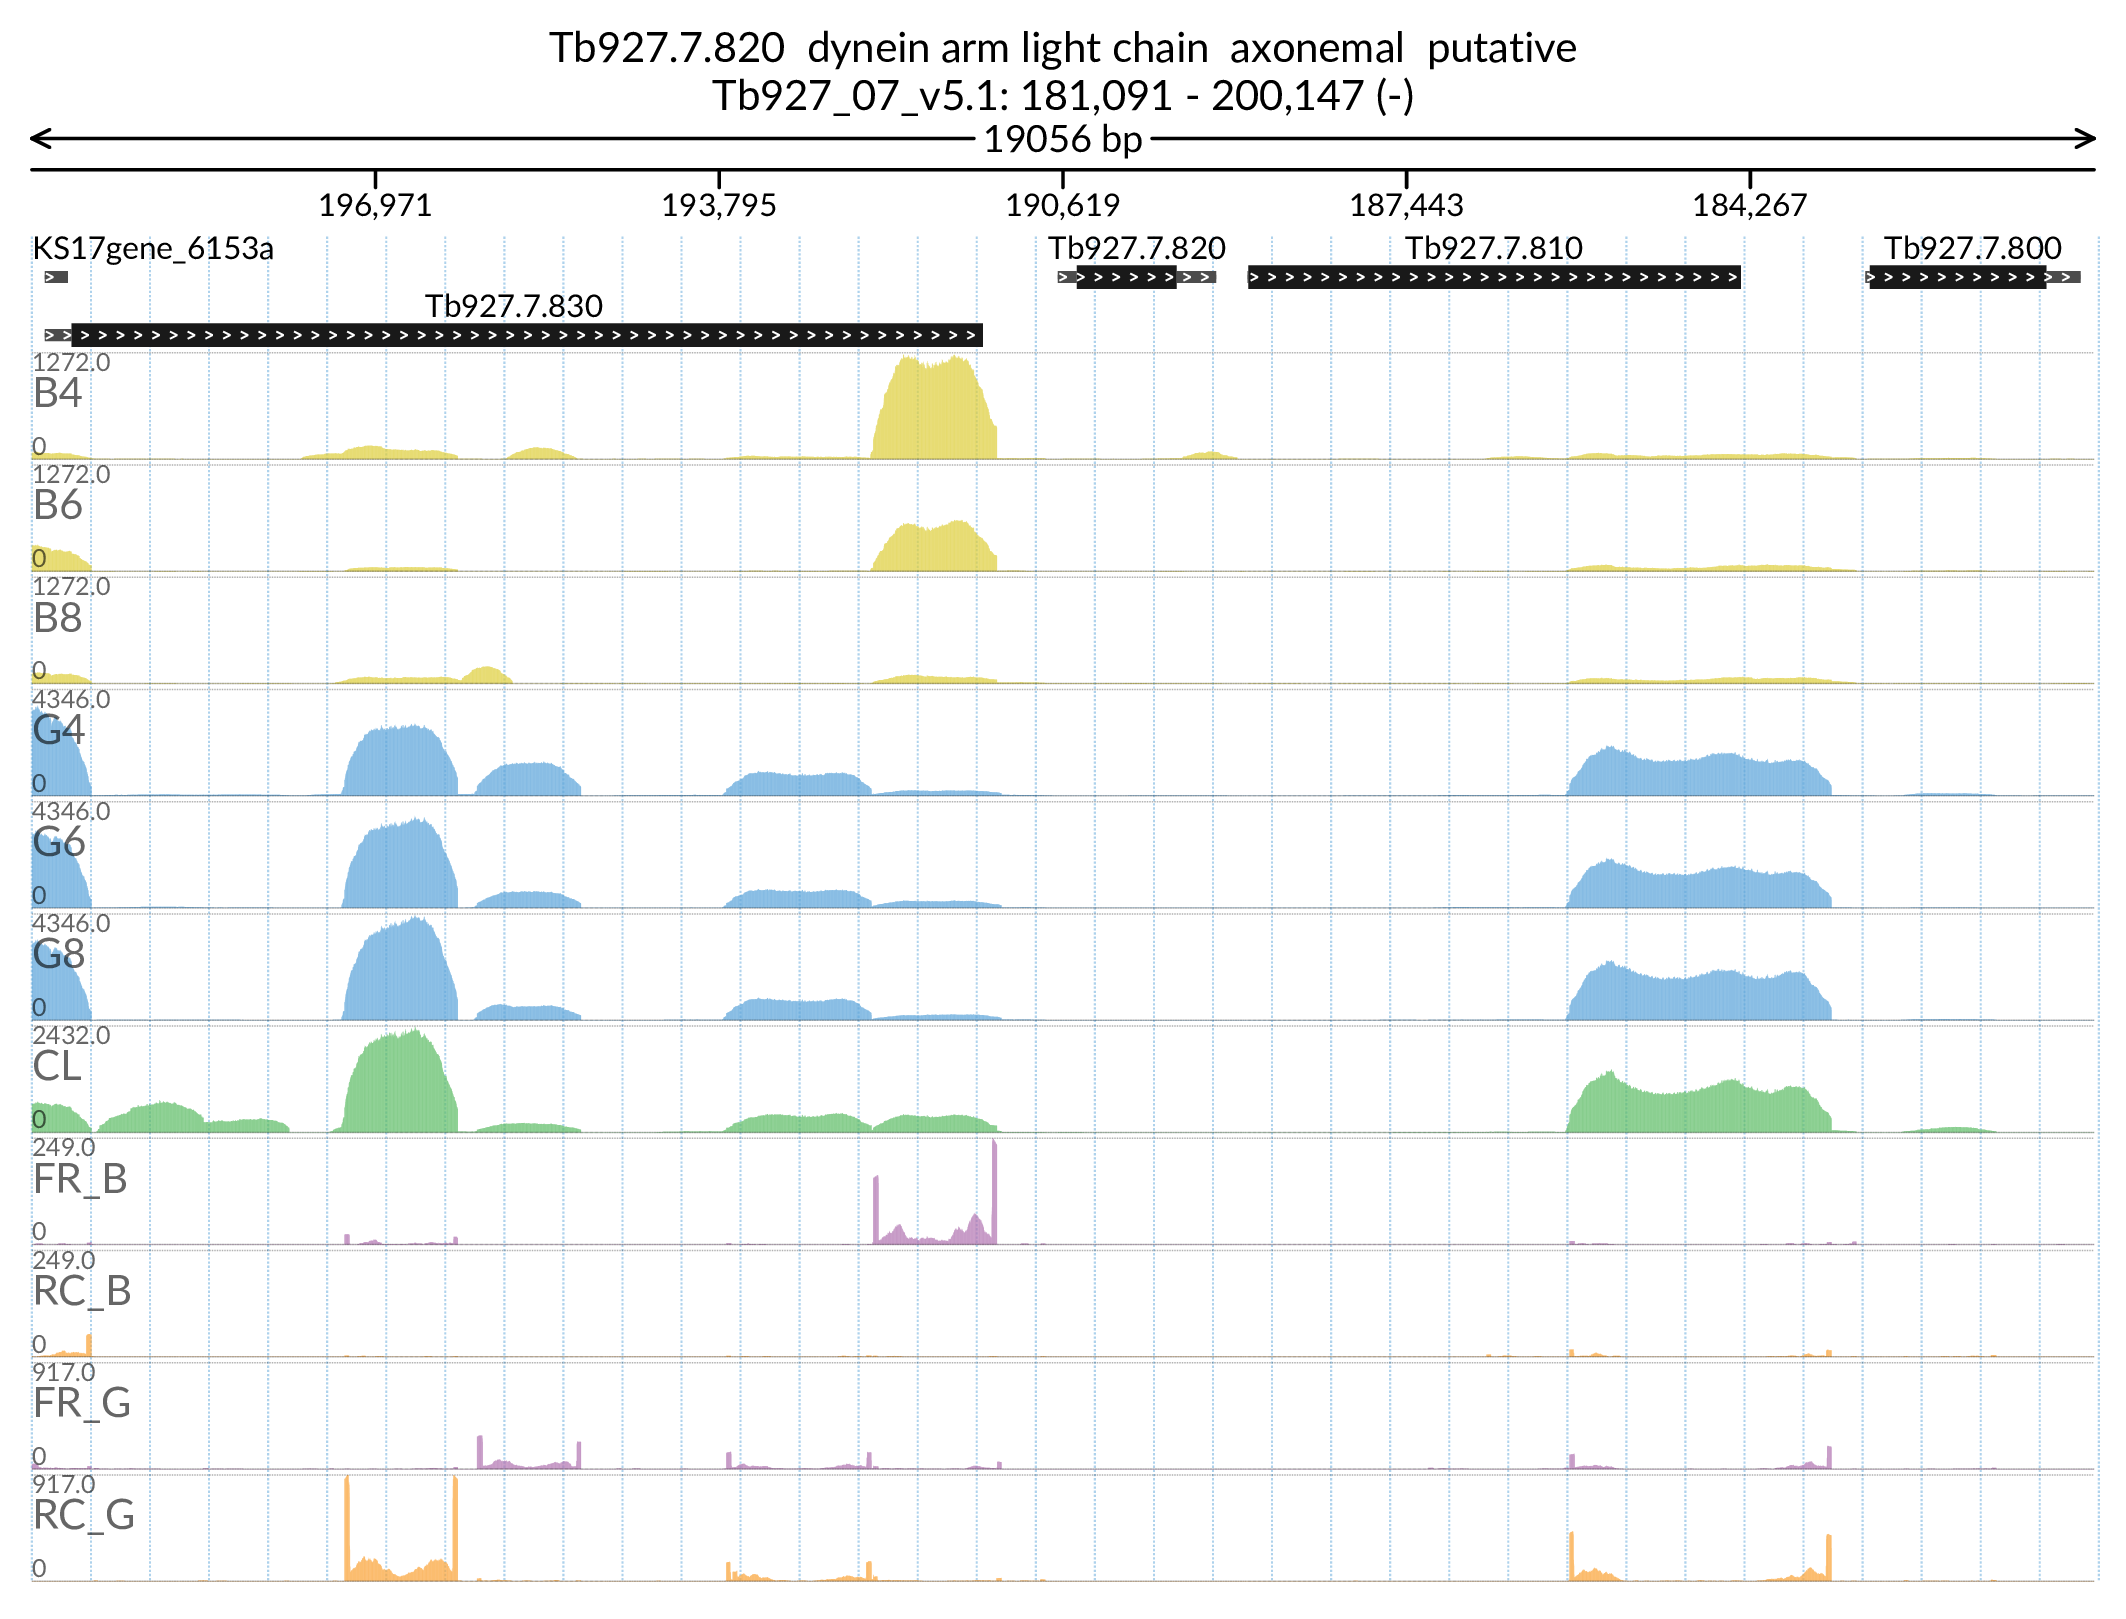 Tb927.7.820  dynein arm light chain  axonemal  putative
Tb927_07_v5.1: 181,091 - 200,147 (-)
19056 bp
196,971 193,795 190,619 187,443 184,267
KS17gene_6153a Tb927.7.820 Tb927.7.810 Tb927.7.800
Tb927.7.830
1272.0
B4
0
1272.0
B6
0
1272.0
B8
0
4346.0
G4
0
4346.0
G6
0
4346.0
G8
0
2432.0
CL
0
249.0
FR_B
0
249.0
RC_B
0
917.0
FR_G
0
917.0
RC_G
0